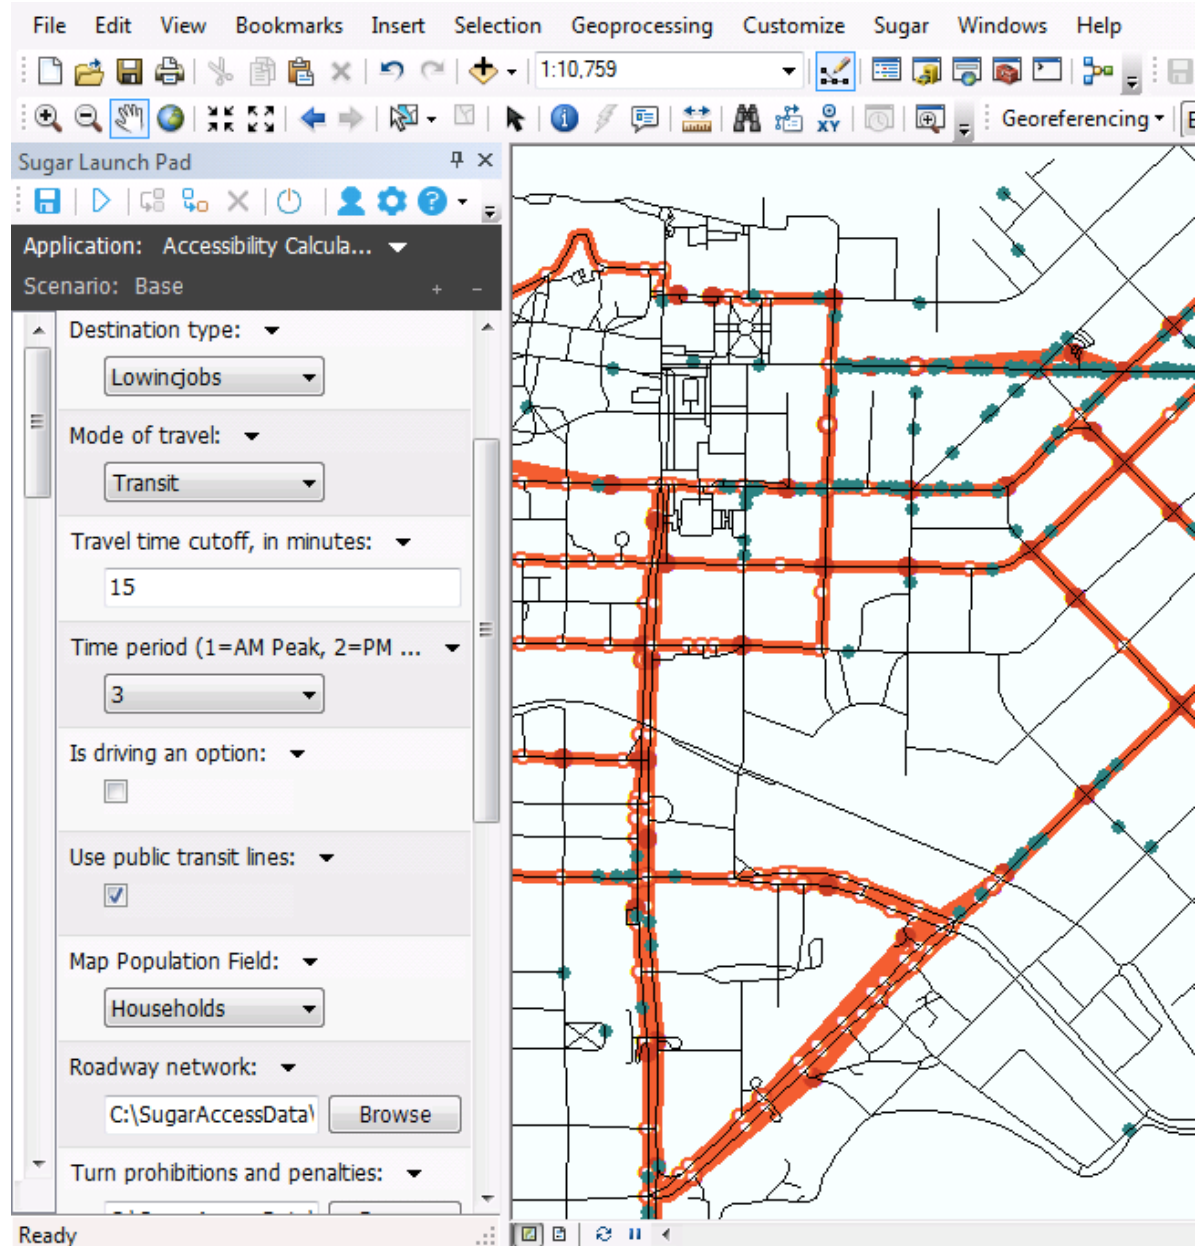 File Edit View Bookmarks Insert Selection Geoprocessing Customize Sugar Windows Help
1:10,759
XY Georeferencing
Sugar Launch Pad
Application: Accessibility Calcula...
Scenario: Base + -
Destination type:
Lowincjobs
Mode of travel:
Transit
Travel time cutoff, in minutes:
15
Time period (1=AM Peak, 2=PM ...
3
Is driving an option:
Use public transit lines:
Map Population Field:
Households
Roadway network:
C:\SugarAccessData\ Browse
Turn prohibitions and penalties:
Ready